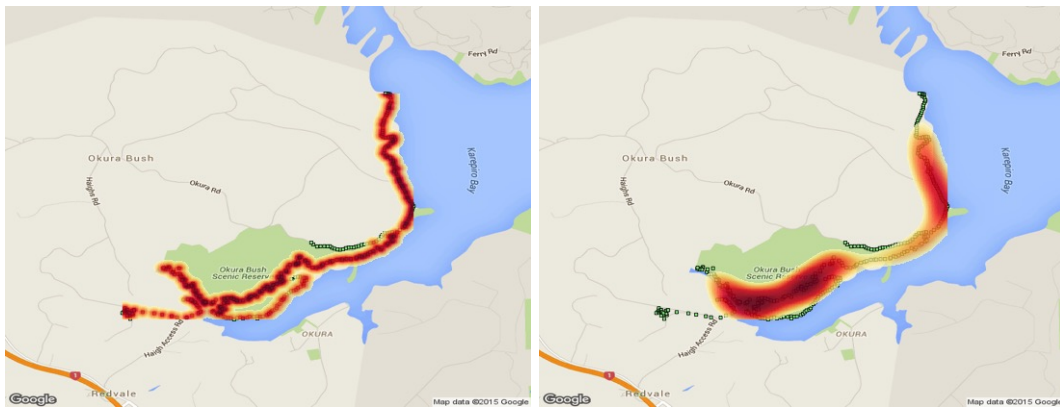 Ferry Rd
Okura Bush
Karepiro Bay
Okura Rd
Haighs Rd
Okura Bush
Scenic Reserve
Haigh Access Rd
OKURA
1
Redvale
Google
Map data ©2015 Google
Ferry Rd
Okura Bush
Karepiro Bay
Okura Rd
Haighs Rd
Okura Bush
Scenic Reserve
Haigh Access Rd
OKURA
1
Redvale
Google
Map data ©2015 Google